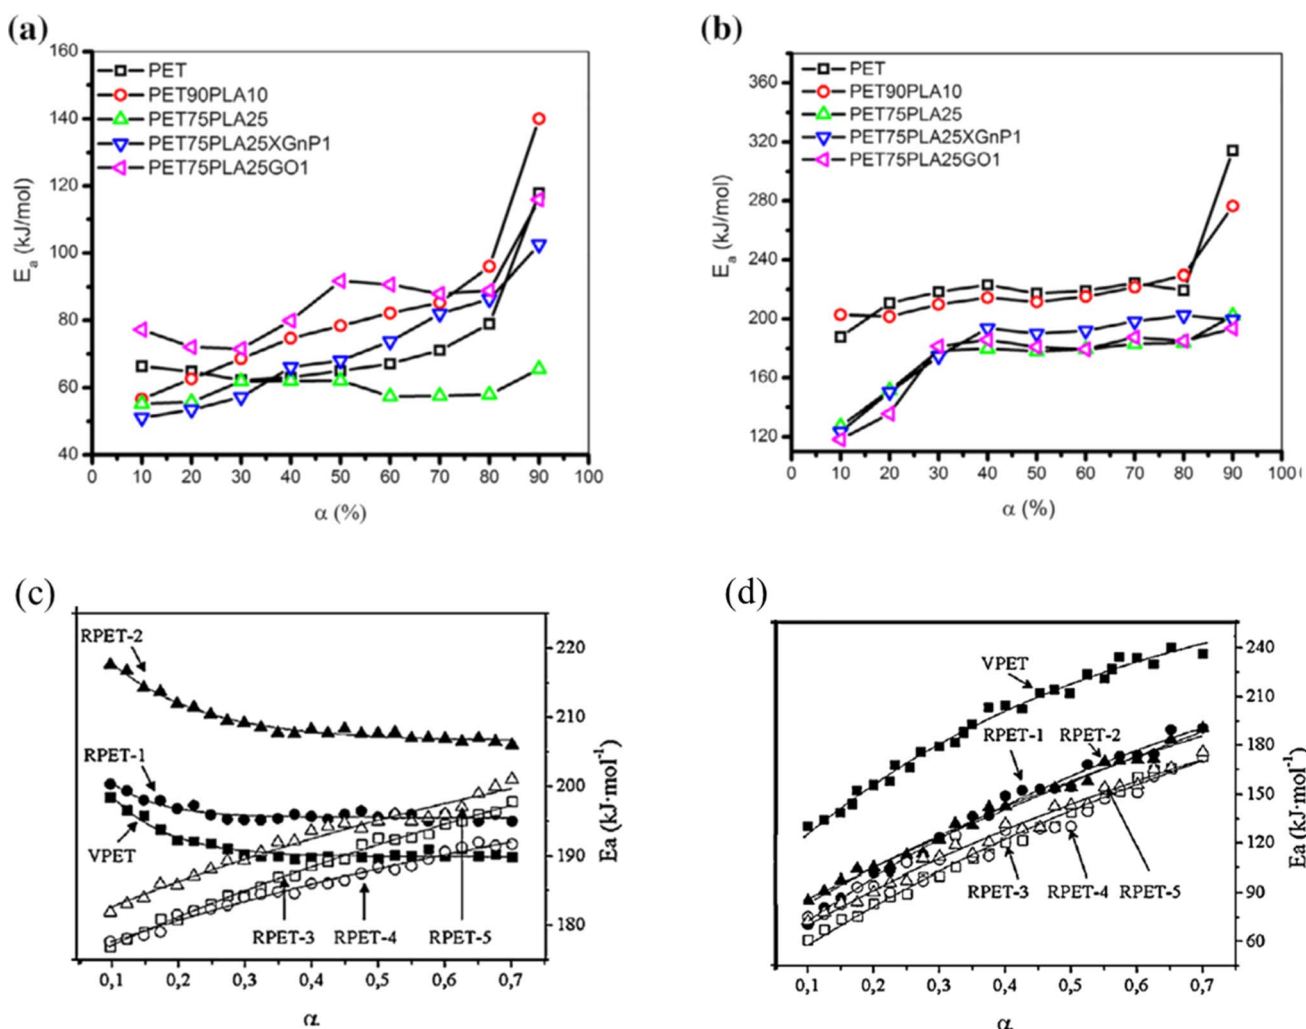 (a)
160
140
120
100
80
60
40
E_a (kJ/mol)
PET
PET90PLA10
PET75PLA25
PET75PLA25XGnP1
PET75PLA25GO1
0 10 20 30 40 50 60 70 80 90 100
α (%)
(b)
360
320
280
240
200
160
120
E_a (kJ/mol)
PET
PET90PLA10
PET75PLA25
PET75PLA25XGnP1
PET75PLA25GO1
0 10 20 30 40 50 60 70 80 90 100
α (%)
(c)
RPET-2
RPET-1
VPET
RPET-3 RPET-4 RPET-5
220
210
200
190
180
Ea (kJ·mol⁻¹)
0,1 0,2 0,3 0,4 0,5 0,6 0,7
α
(d)
VPET
RPET-1 RPET-2
RPET-3 RPET-4 RPET-5
240
210
180
150
120
90
60
Ea (kJ·mol⁻¹)
0,1 0,2 0,3 0,4 0,5 0,6 0,7
α